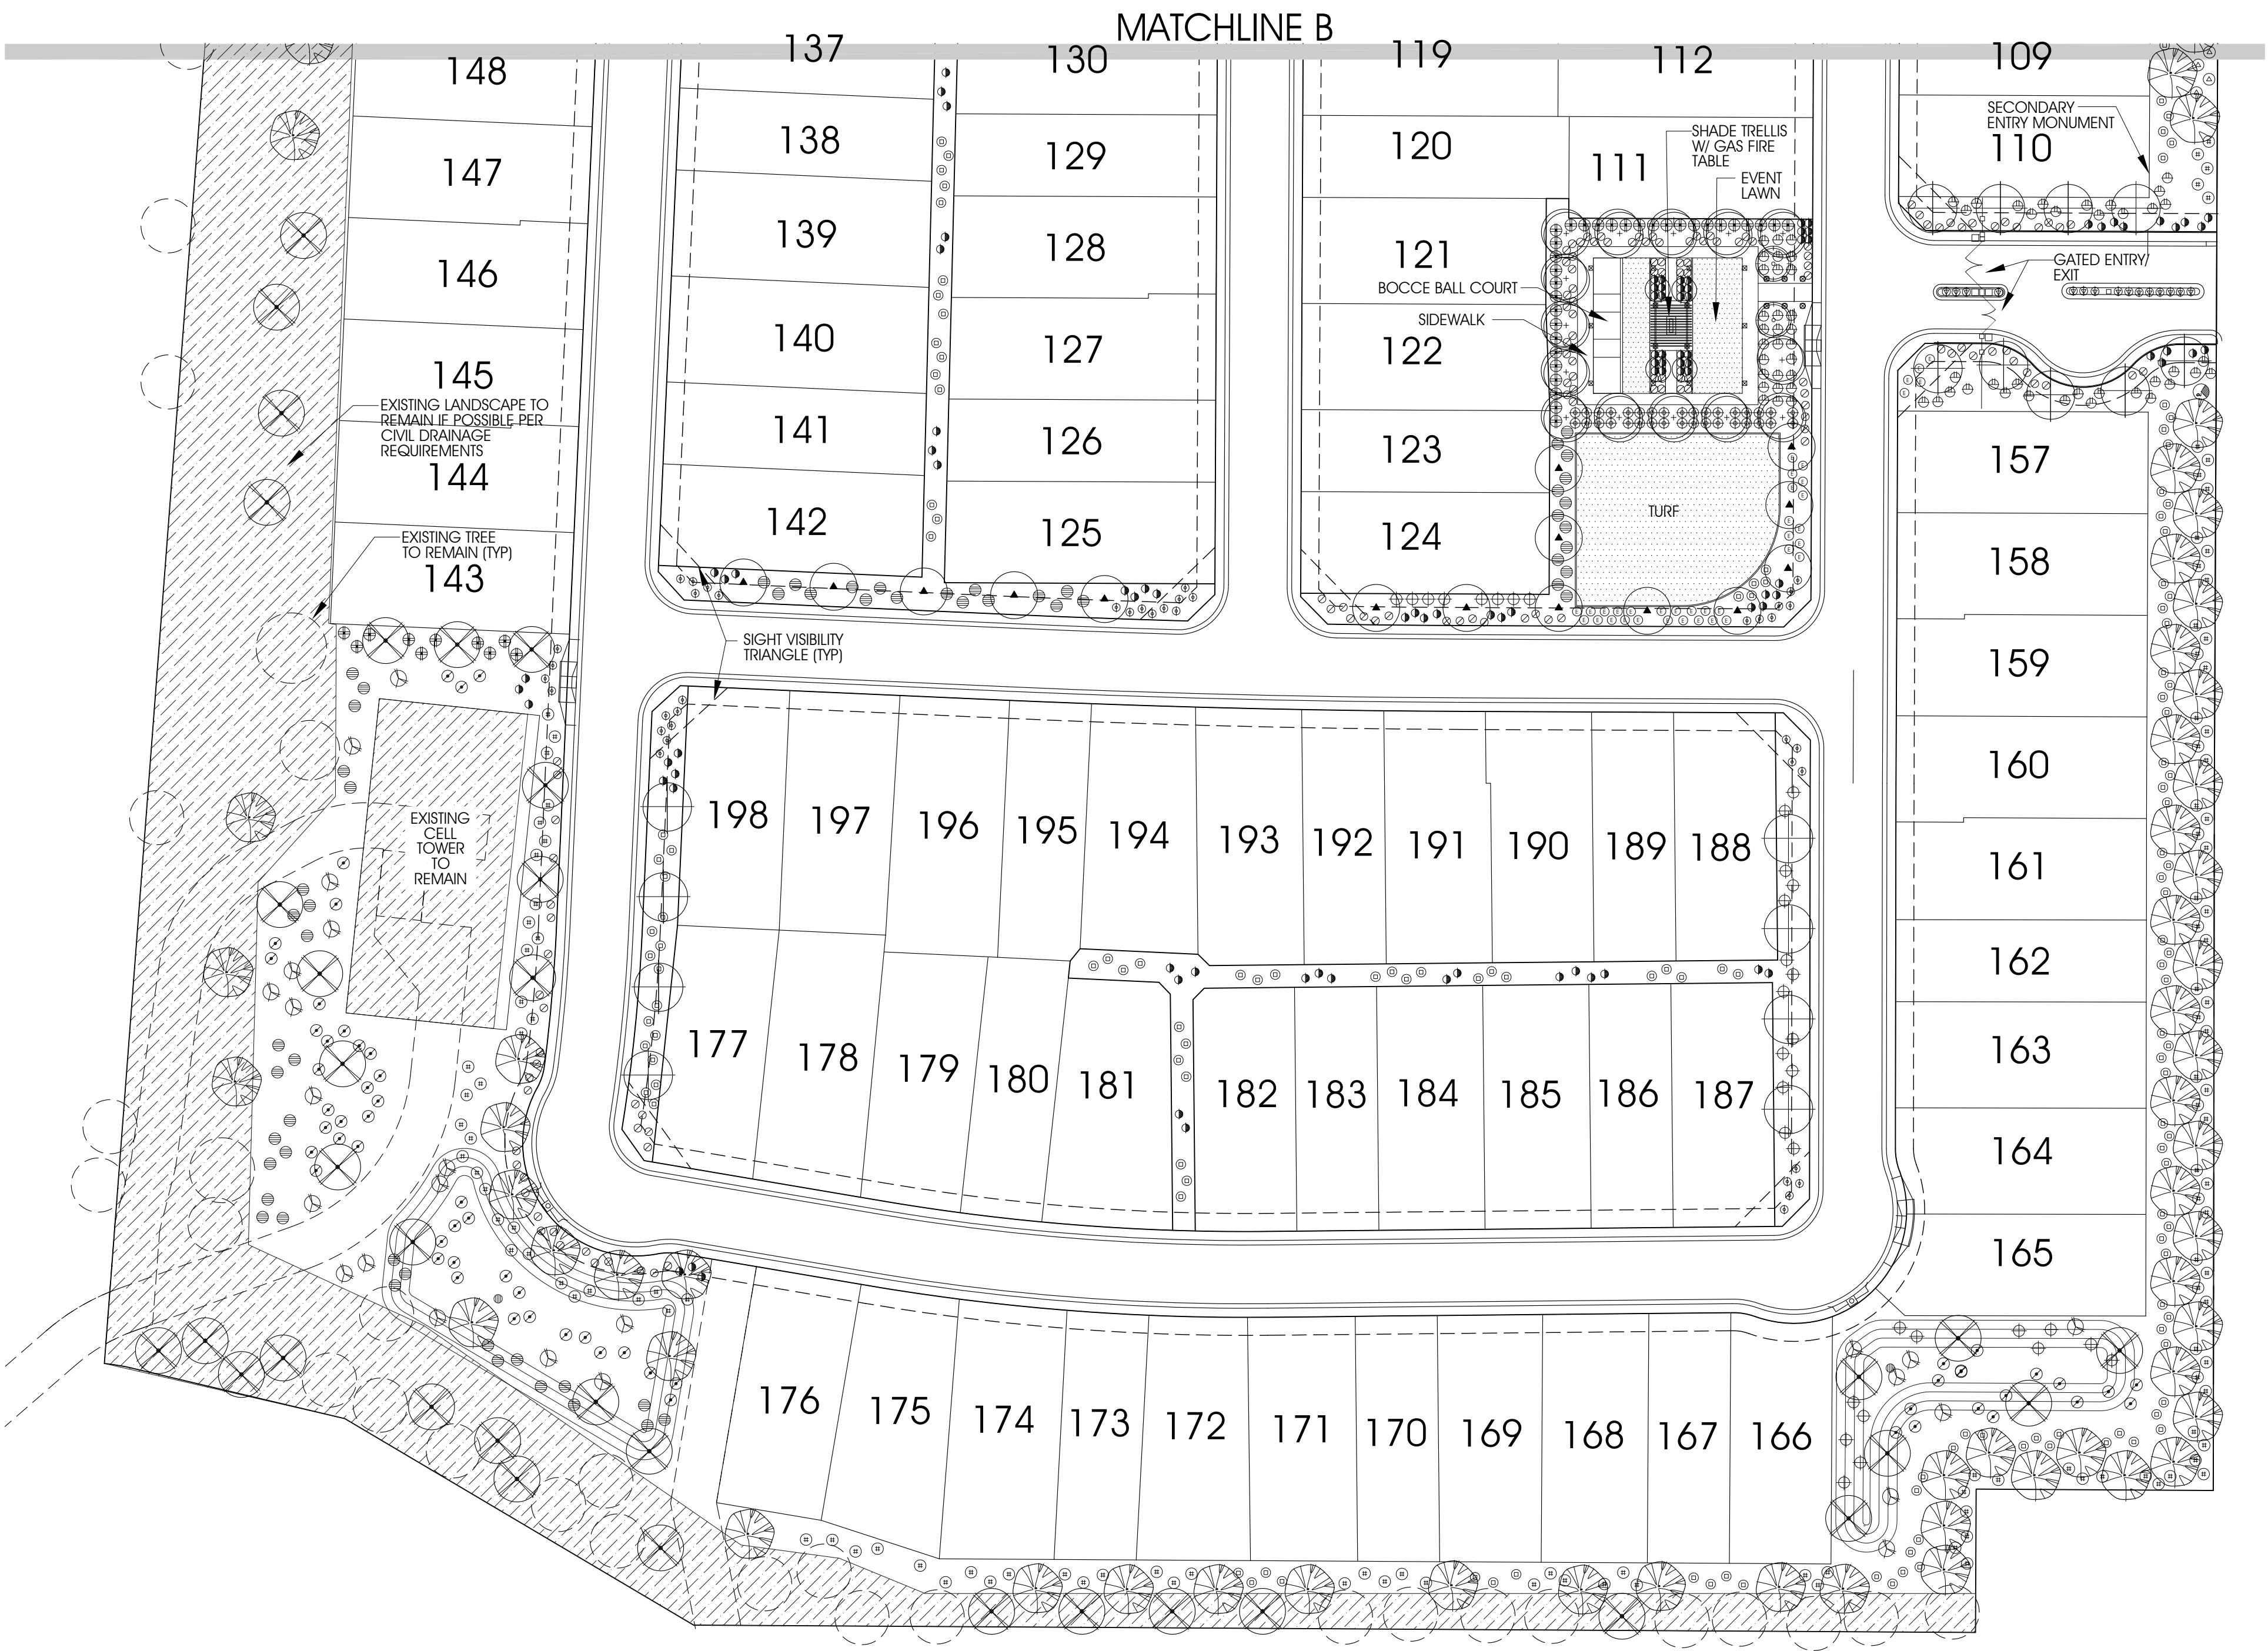 MATCHLINE B
148
137
130
119
112
109
147
138
129
120
111
SHADE TRELLIS
W/ GAS FIRE
TABLE
EVENT
LAWN
SECONDARY
ENTRY MONUMENT
110
146
139
128
121
BOCCE BALL COURT
SIDEWALK
GATED ENTRY/
EXIT
145
140
127
122
EXISTING LANDSCAPE TO
REMAIN IF POSSIBLE PER
CIVIL DRAINAGE
REQUIREMENTS
144
141
126
123
157
EXISTING TREE
TO REMAIN (TYP)
143
142
125
124
TURF
158
SIGHT VISIBILITY
TRIANGLE (TYP)
159
160
EXISTING
CELL
TOWER
TO
REMAIN
198
197
196
195
194
193
192
191
190
189
188
161
162
177
178
179
180
181
182
183
184
185
186
187
163
164
165
176
175
174
173
172
171
170
169
168
167
166